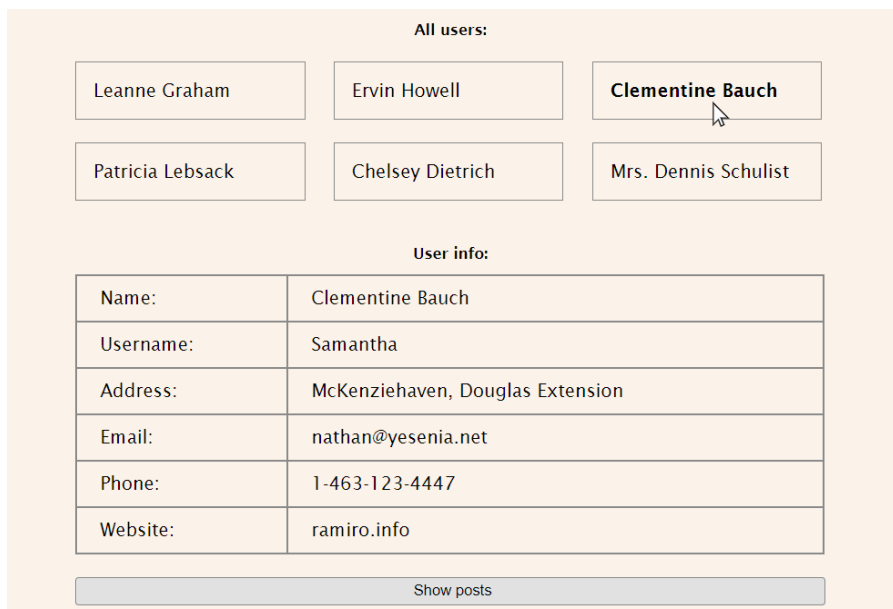 All users:
Leanne Graham Ervin Howell Clementine Bauch
Patricia Lebsack Chelsey Dietrich Mrs. Dennis Schulist
User info:
Name: Clementine Bauch
Username: Samantha
Address: McKenziehaven, Douglas Extension
Email: nathan@yesenia.net
Phone: 1-463-123-4447
Website: ramiro.info
Show posts